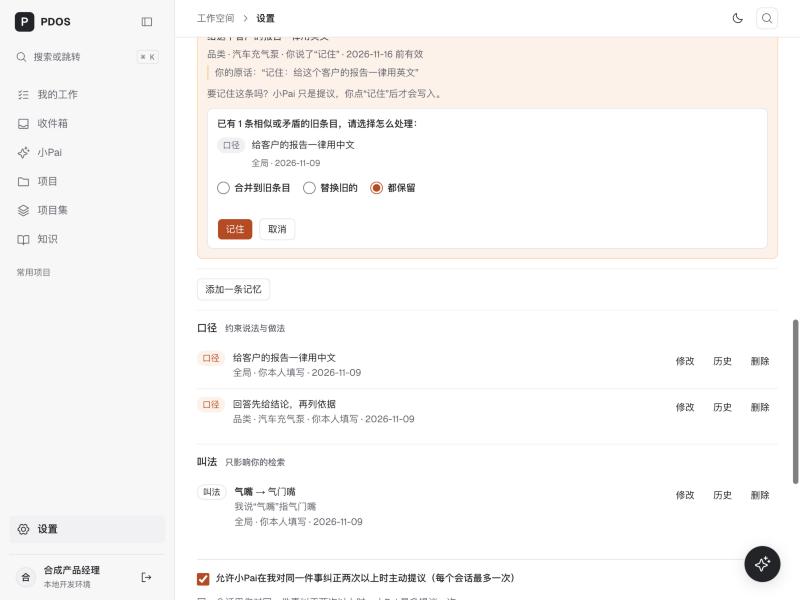 P PDOS
搜索或跳转 ⌘ K
我的工作
收件箱
小Pai
项目
项目集
知识
常用项目
设置
合 合成产品经理
本地开发环境
工作空间 > 设置
品类 · 汽车充气泵 · 你说了“记住” · 2026-11-16 前有效
你的原话：“记住：给这个客户的报告一律用英文”
要记住这条吗？小Pai 只是提议，你点“记住”后才会写入。
已有 1 条相似或矛盾的旧条目，请选择怎么处理：
口径 给客户的报告一律用中文
全局 · 2026-11-09
合并到旧条目 替换旧的 都保留
记住 取消
添加一条记忆
口径 约束说法与做法
口径 给客户的报告一律用中文 修改 历史 删除
全局 · 你本人填写 · 2026-11-09
口径 回答先给结论，再列依据 修改 历史 删除
品类 · 汽车充气泵 · 你本人填写 · 2026-11-09
叫法 只影响你的检索
叫法 气嘴 → 气门嘴 修改 历史 删除
我说“气嘴”指气门嘴
全局 · 你本人填写 · 2026-11-09
允许小Pai在我对同一件事纠正两次以上时主动提议（每个会话最多一次）